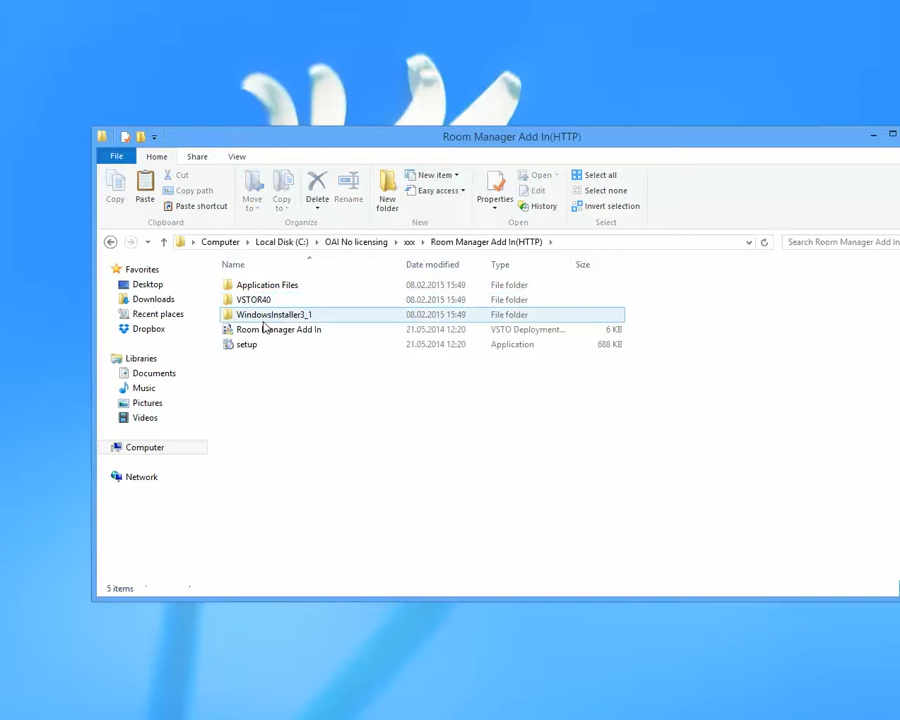 Room Manager Add In(HTTP)
File Home Share View
Copy Paste Cut Copy path Paste shortcut Move to Copy to Delete Rename New folder New item Easy access Properties Open Edit History Select all Select none Invert selection
Clipboard Organize New Open Select
Computer Local Disk (C:) OAI No licensing xxx Room Manager Add In(HTTP) Search Room Manager Add In
Name Date modified Type Size
Favorites
Desktop
Downloads
Recent places
Dropbox
Libraries
Documents
Music
Pictures
Videos
Computer
Network
Application Files 08.02.2015 15:49 File folder
VSTOR40 08.02.2015 15:49 File folder
WindowsInstaller3_1 08.02.2015 15:49 File folder
Room Manager Add In 21.05.2014 12:20 VSTO Deployment... 6 KB
setup 21.05.2014 12:20 Application 688 KB
5 items